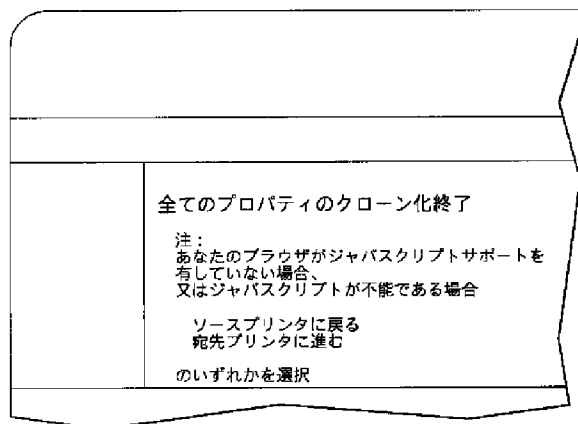 全てのプロパティのクローン化終了
注：
あなたのブラウザがジャバスクリプトサポートを
有していない場合、
又はジャバスクリプトが不能である場合
ソースプリンタに戻る
宛先プリンタに進む
のいずれかを選択